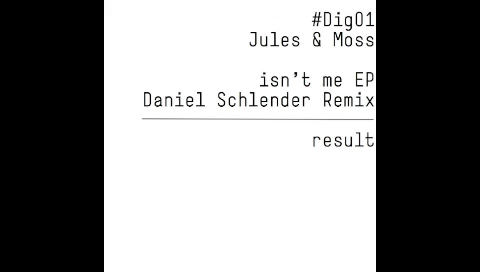 #Dig01
Jules & Moss
isn't me EP
Daniel Schlender Remix
result